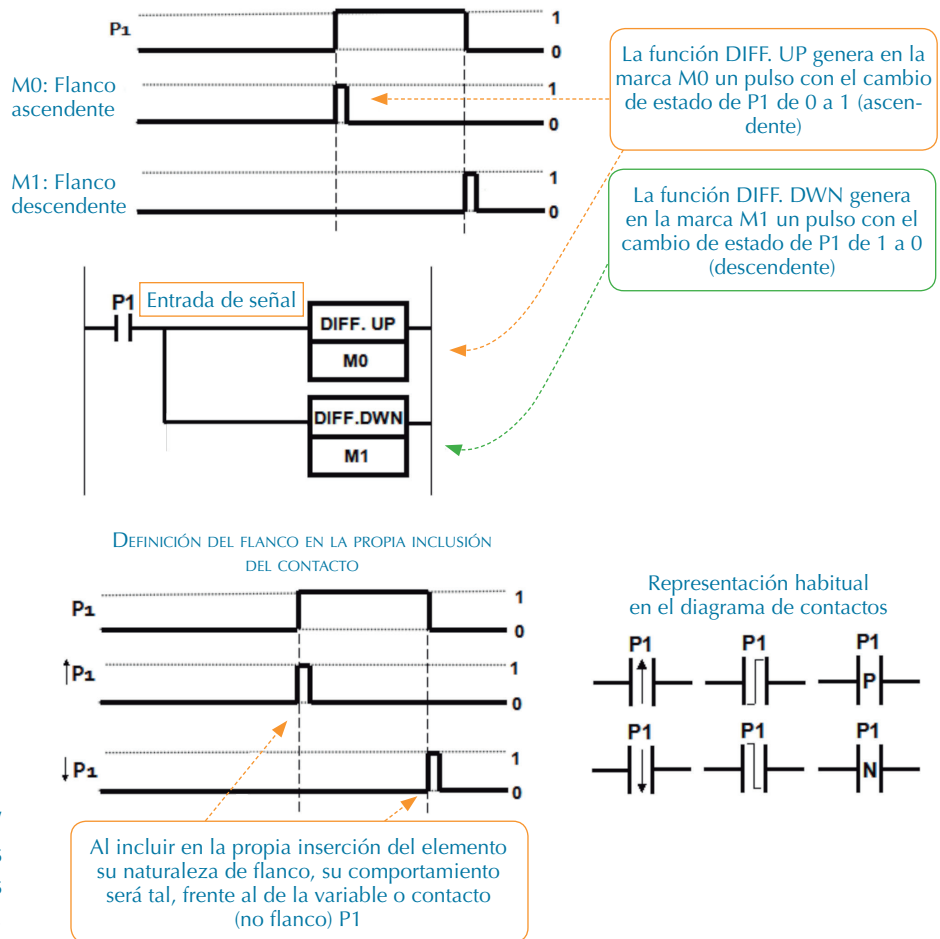 P1
1
0
La función DIFF. UP genera en la
marca M0 un pulso con el cambio
de estado de P1 de 0 a 1 (ascen-
dente)
M0: Flanco
ascendente
1
0
M1: Flanco
descendente
1
0
La función DIFF. DWN genera
en la marca M1 un pulso con el
cambio de estado de P1 de 1 a 0
(descendente)
P1
Entrada de señal
DIFF. UP
M0
DIFF.DWN
M1
Definición del flanco en la propia inclusión
del contacto
P1
1
0
↑P1
1
0
↓P1
1
0
Representación habitual
en el diagrama de contactos
P1 P1 P1
P
P1 P1 P1
N
Al incluir en la propia inserción del elemento
su naturaleza de flanco, su comportamiento
será tal, frente al de la variable o contacto
(no flanco) P1